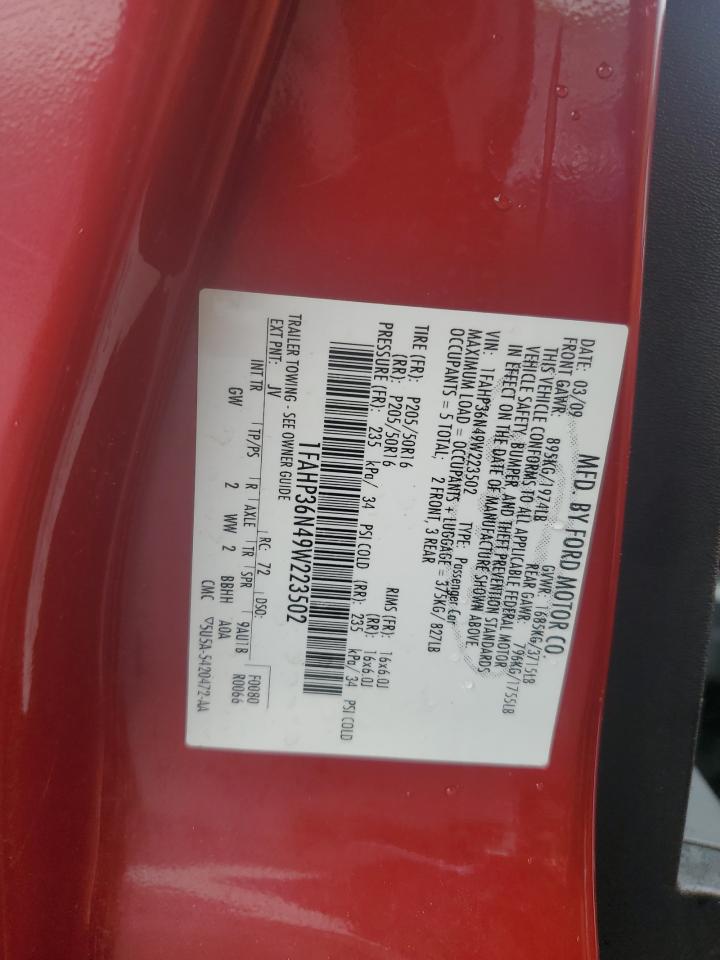 MFD. BY FORD MOTOR CO.
DATE: 03/09 GVWR: 1685KG/3715LB
FRONT GAWR: 895KG/1974LB REAR GAWR: 796KG/1755LB
THIS VEHICLE CONFORMS TO ALL APPLICABLE FEDERAL MOTOR
VEHICLE SAFETY, BUMPER, AND THEFT PREVENTION STANDARDS
IN EFFECT ON THE DATE OF MANUFACTURE SHOWN ABOVE
VIN: 1FAHP36N49W223502 TYPE: Passenger Car
MAXIMUM LOAD = OCCUPANTS + LUGGAGE = 375KG/ 827LB
OCCUPANTS = 5 TOTAL, 2 FRONT, 3 REAR
TIRE (FR): P205/50R16 RIMS (FR): 16x6.0J
(RR): P205/50R16 (RR): 16x6.0J
PRESSURE (FR): 235 kPa/ 34 PSI COLD (RR): 235 kPa/ 34 PSI COLD
1FAHP36N49W223502
TRAILER TOWING - SEE OWNER GUIDE
EXT PNT: JV RC: 72 DSO: F0080
R0066
INT TR TP/PS R AXLE TR SPR 9AU1B
GW 2 WW 2 BBHH A0A
CMC 5U5A-5420472-AA